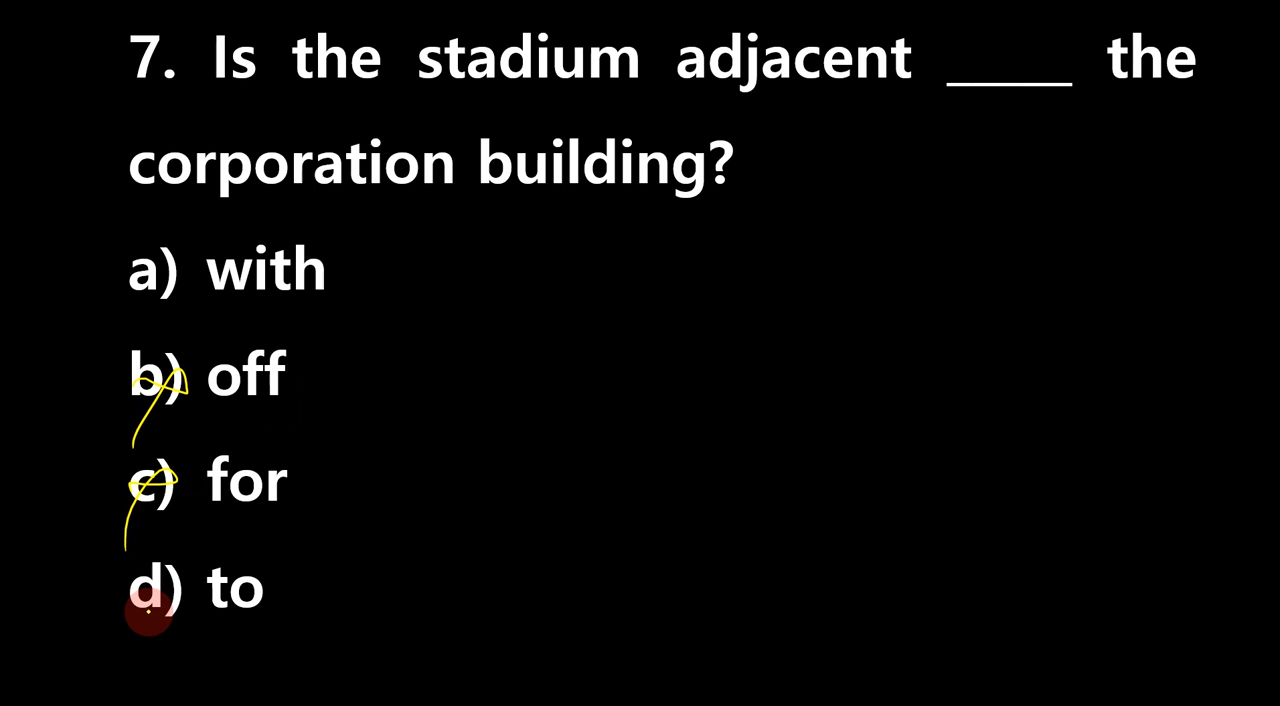 7. Is the stadium adjacent _____ the
corporation building?
a) with
b) off
c) for
d) to